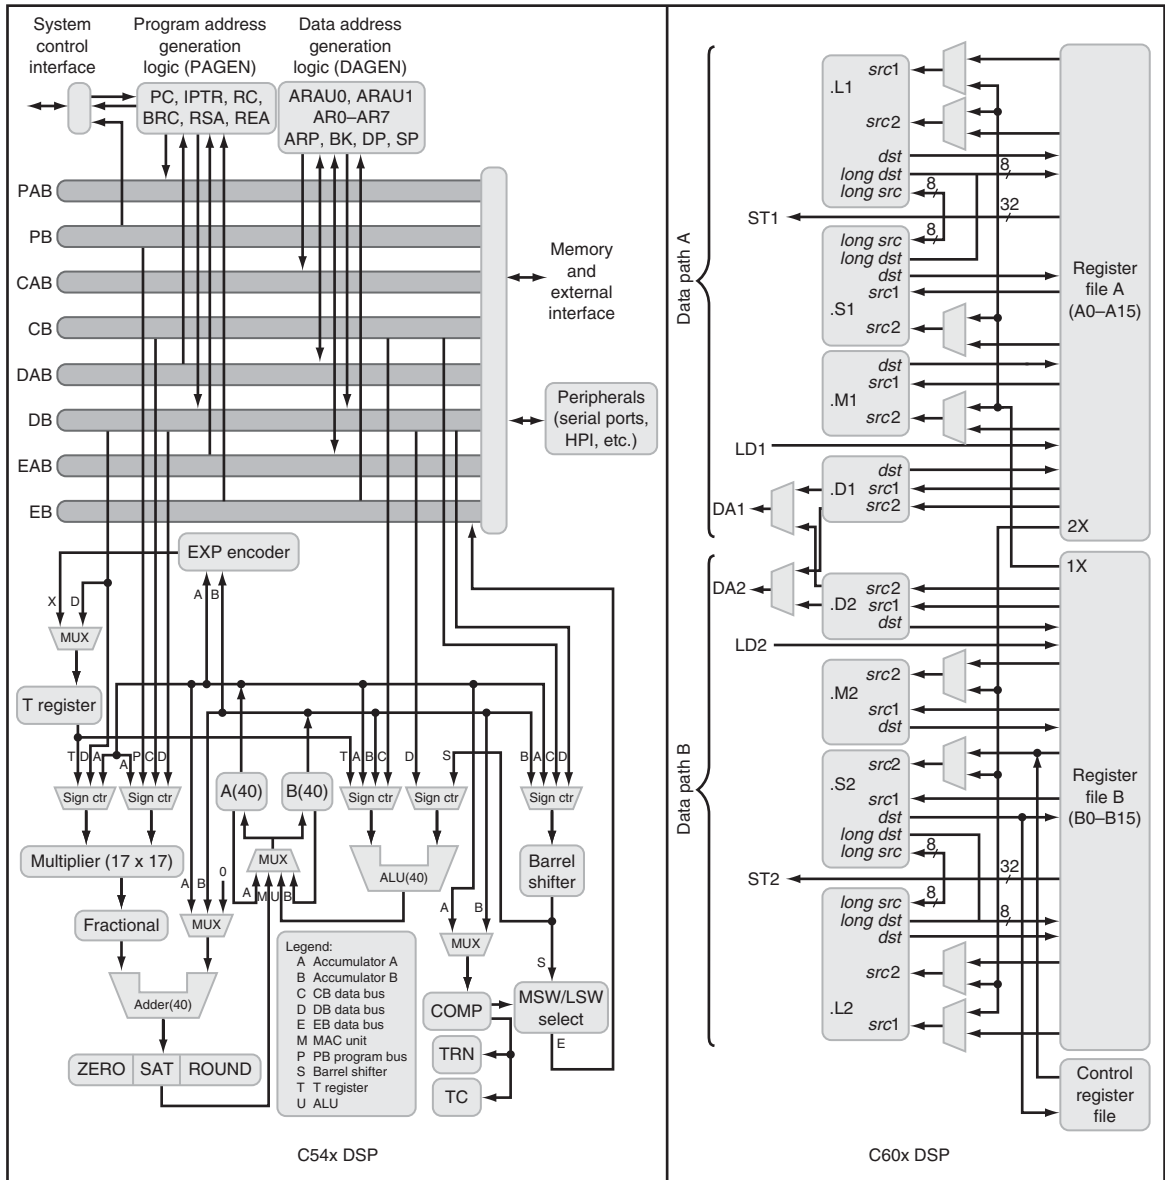 System
control
interface
Program address
generation
logic (PAGEN)
Data address
generation
logic (DAGEN)
PC, IPTR, RC,
BRC, RSA, REA
ARAU0, ARAU1
AR0–AR7
ARP, BK, DP, SP
PAB
PB
CAB
CB
DAB
DB
EAB
EB
Memory
and
external
interface
Peripherals
(serial ports,
HPI, etc.)
EXP encoder
A B
X D
MUX
T register
T D A
A P C D
T A B C
D S
B A C D
Sign ctr
Sign ctr
A(40)
B(40)
Sign ctr
Sign ctr
Sign ctr
Multiplier (17 x 17)
MUX
ALU(40)
Barrel
shifter
A B 0
A M U B
A B
Fractional
MUX
MUX
S
Adder(40)
COMP
MSW/LSW
select
E
ZERO SAT ROUND
TRN
TC
Legend:
A Accumulator A
B Accumulator B
C CB data bus
D DB data bus
E EB data bus
M MAC unit
P PB program bus
S Barrel shifter
T T register
U ALU
C54x DSP
Data path A
.L1
src1
src2
dst
long dst
long src
8
8
ST1
32
8
long src
long dst
dst
src1
.S1
src2
dst
src1
.M1
src2
LD1
dst
.D1
src1
src2
DA1
Register
file A
(A0–A15)
2X
1X
Data path B
DA2
src2
.D2
src1
dst
LD2
src2
.M2
src1
dst
src2
.S2
src1
dst
long dst
long src
8
ST2
32
8
long src
long dst
8
dst
src2
.L2
src1
Register
file B
(B0–B15)
Control
register
file
C60x DSP